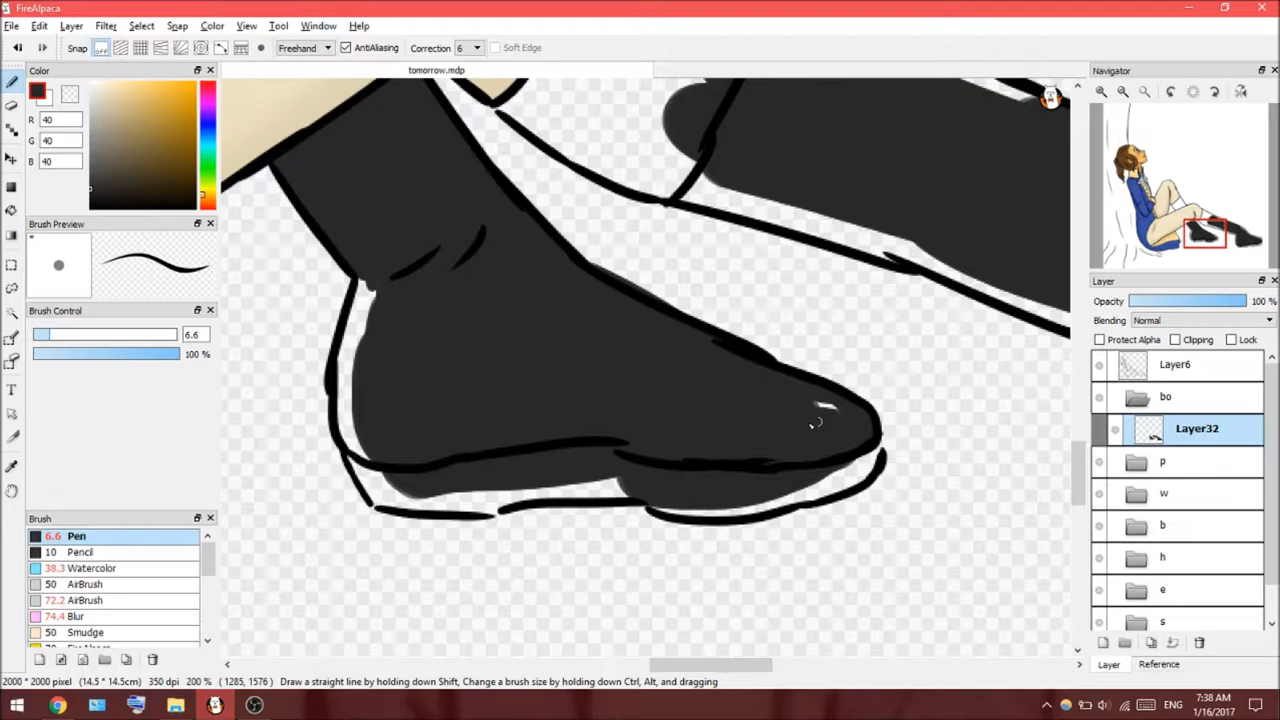 FireAlpaca
File Edit Layer Filter Select Snap Color View Tool Window Help
Snap OFF Freehand AntiAliasing Correction 6 Soft Edge
Color
tomorrow.mdp
Navigator
R 40
G 40
B 40
Brush Preview
Brush Control
6.6
100 %
Layer
Opacity 100 %
Blending Normal
Protect Alpha Clipping Lock
Layer6
bo
Layer32
p
w
b
h
e
s
Brush
6.6 Pen
10 Pencil
38.3 Watercolor
50 AirBrush
72.2 AirBrush
74.4 Blur
50 Smudge
Layer Reference
2000 * 2000 pixel (14.5 * 14.5cm) 350 dpi 200 % ( 1285, 1576 ) Draw a straight line by holding down Shift, Change a brush size by holding down Ctrl, Alt, and dragging
ENG
7:38 AM
1/16/2017